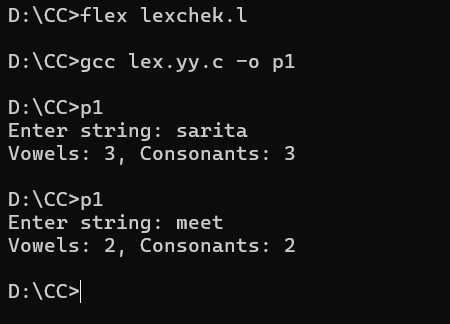 D:\CC>flex lexchek.l
D:\CC>gcc lex.yy.c -o p1
D:\CC>p1
Enter string: sarita
Vowels: 3, Consonants: 3
D:\CC>p1
Enter string: meet
Vowels: 2, Consonants: 2
D:\CC>